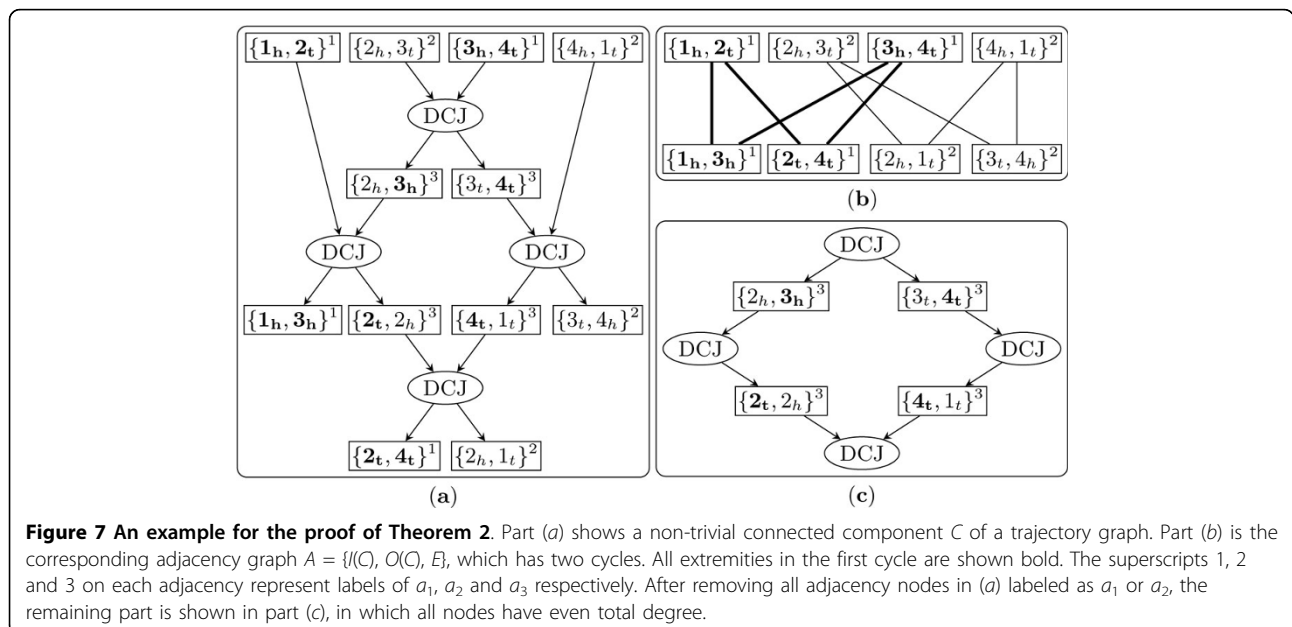 {1h, 2t}1 {2h, 3t}2 {3h, 4t}1 {4h, 1t}2
DCJ
{2h, 3h}3 {3t, 4t}3
DCJ DCJ
{1h, 3h}1 {2t, 2h}3 {4t, 1t}3 {3t, 4h}2
DCJ
{2t, 4t}1 {2h, 1t}2
(a)
{1h, 2t}1 {2h, 3t}2 {3h, 4t}1 {4h, 1t}2
{1h, 3h}1 {2t, 4t}1 {2h, 1t}2 {3t, 4h}2
(b)
DCJ
{2h, 3h}3 {3t, 4t}3
DCJ DCJ
{2t, 2h}3 {4t, 1t}3
DCJ
(c)
Figure 7 An example for the proof of Theorem 2. Part (a) shows a non-trivial connected component C of a trajectory graph. Part (b) is the
corresponding adjacency graph A = {I(C), O(C), E}, which has two cycles. All extremities in the first cycle are shown bold. The superscripts 1, 2
and 3 on each adjacency represent labels of a1, a2 and a3 respectively. After removing all adjacency nodes in (a) labeled as a1 or a2, the
remaining part is shown in part (c), in which all nodes have even total degree.